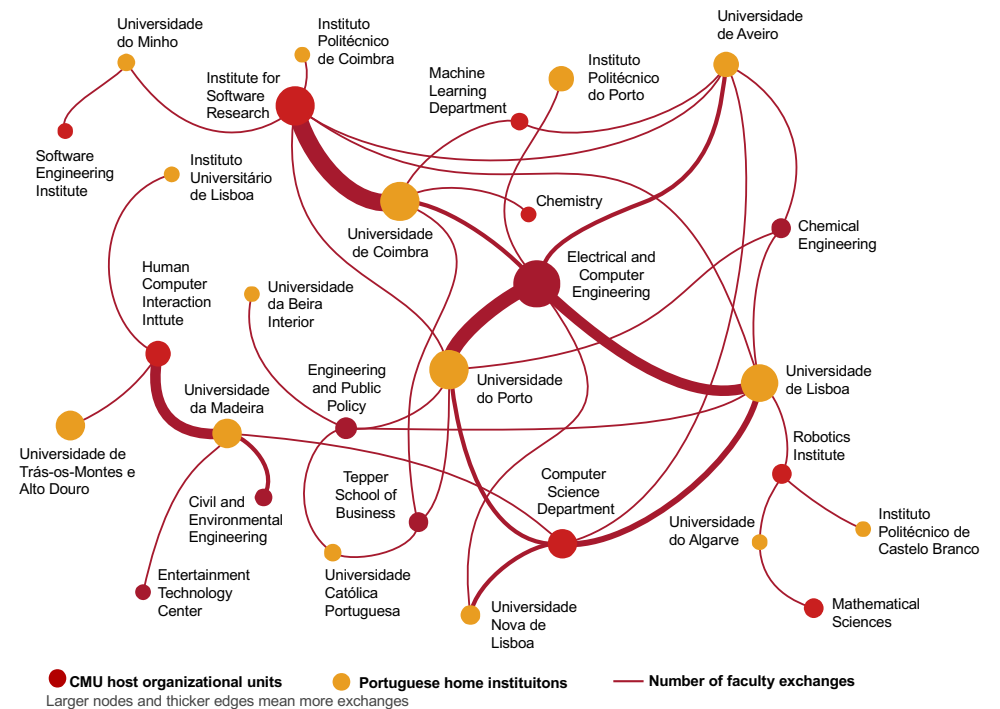 Universidade
do Minho
Instituto
Politécnico
de Coimbra
Universidade
de Aveiro
Institute for
Software
Research
Machine
Learning
Department
Instituto
Politécnico
do Porto
Software
Engineering
Institute
Instituto
Universitário
de Lisboa
Chemistry
Universidade
de Coimbra
Chemical
Engineering
Electrical and
Computer
Engineering
Human
Computer
Interaction
Inttute
Universidade
da Beira
Interior
Engineering
and Public
Policy
Universidade
do Porto
Universidade
de Lisboa
Universidade
da Madeira
Universidade de
Trás-os-Montes e
Alto Douro
Robotics
Institute
Tepper
School of
Business
Computer
Science
Department
Civil and
Environmental
Engineering
Universidade
do Algarve
Instituto
Politécnico de
Castelo Branco
Entertainment
Technology
Center
Universidade
Católica
Portuguesa
Universidade
Nova de
Lisboa
Mathematical
Sciences
CMU host organizational units
Portuguese home instituitons
Number of faculty exchanges
Larger nodes and thicker edges mean more exchanges